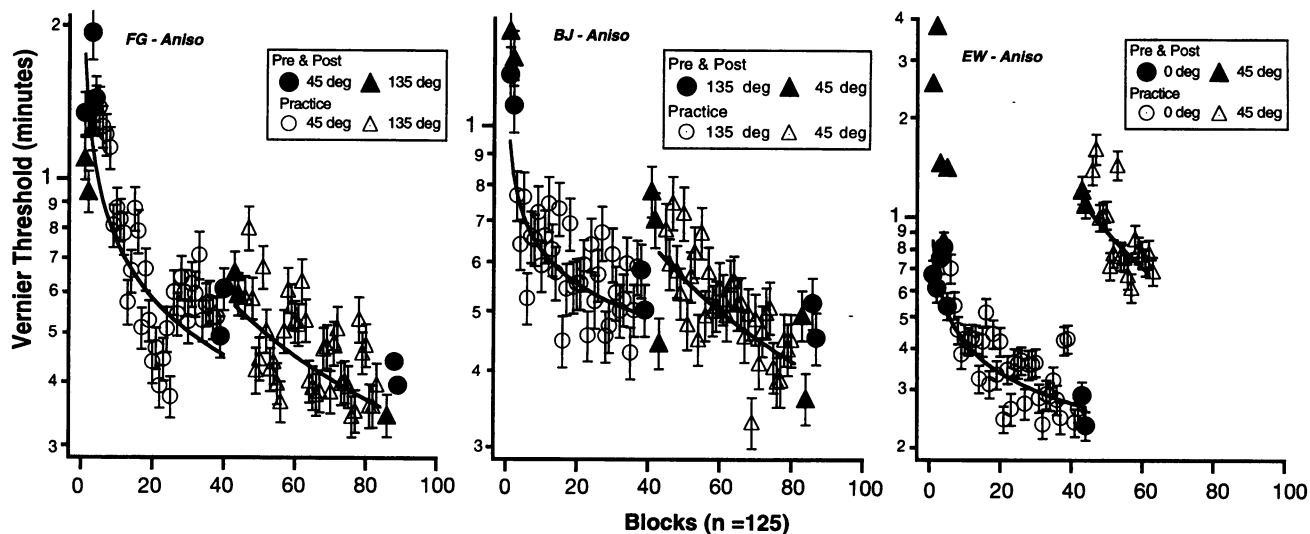 Vernier Threshold (minutes)
FG - Aniso
Pre & Post
45 deg 135 deg
Practice
45 deg 135 deg
2
1
9
8
7
6
5
4
3
0 20 40 60 80 100
BJ - Aniso
Pre & Post
135 deg 45 deg
Practice
135 deg 45 deg
1
9
8
7
6
5
4
3
0 20 40 60 80 100
EW - Aniso
Pre & Post
0 deg 45 deg
Practice
0 deg 45 deg
4
3
2
1
9
8
7
6
5
4
3
2
0 20 40 60 80 100
Blocks (n =125)